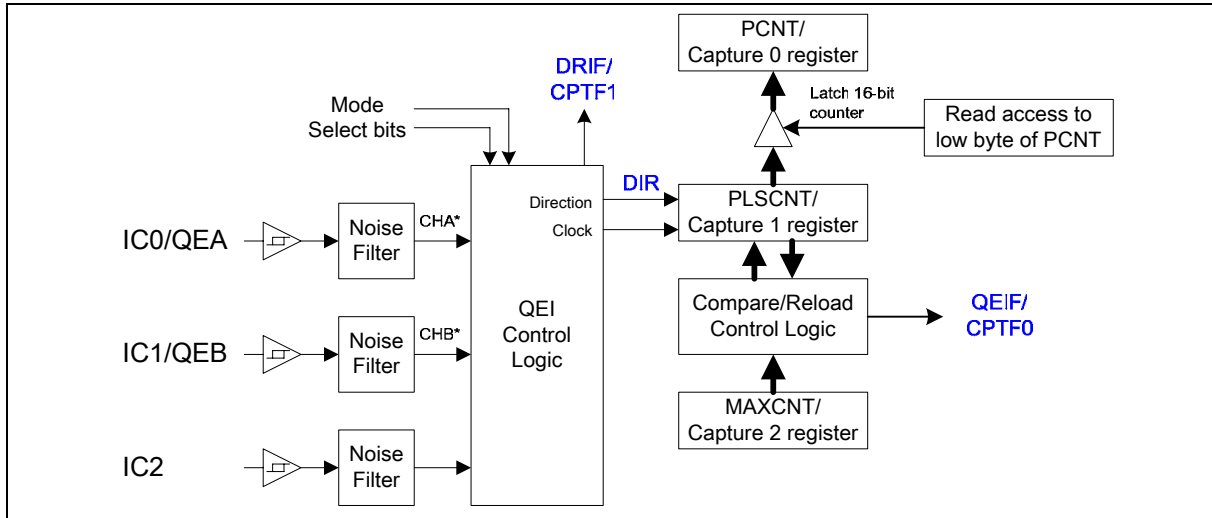 PCNT/
Capture 0 register
DRIF/
CPTF1
Latch 16-bit
counter
Read access to
low byte of PCNT
Mode
Select bits
Direction
Clock
DIR
PLSCNT/
Capture 1 register
IC0/QEA
Noise
Filter
CHA*
QEI
Control
Logic
Compare/Reload
Control Logic
QEIF/
CPTF0
IC1/QEB
Noise
Filter
CHB*
MAXCNT/
Capture 2 register
IC2
Noise
Filter